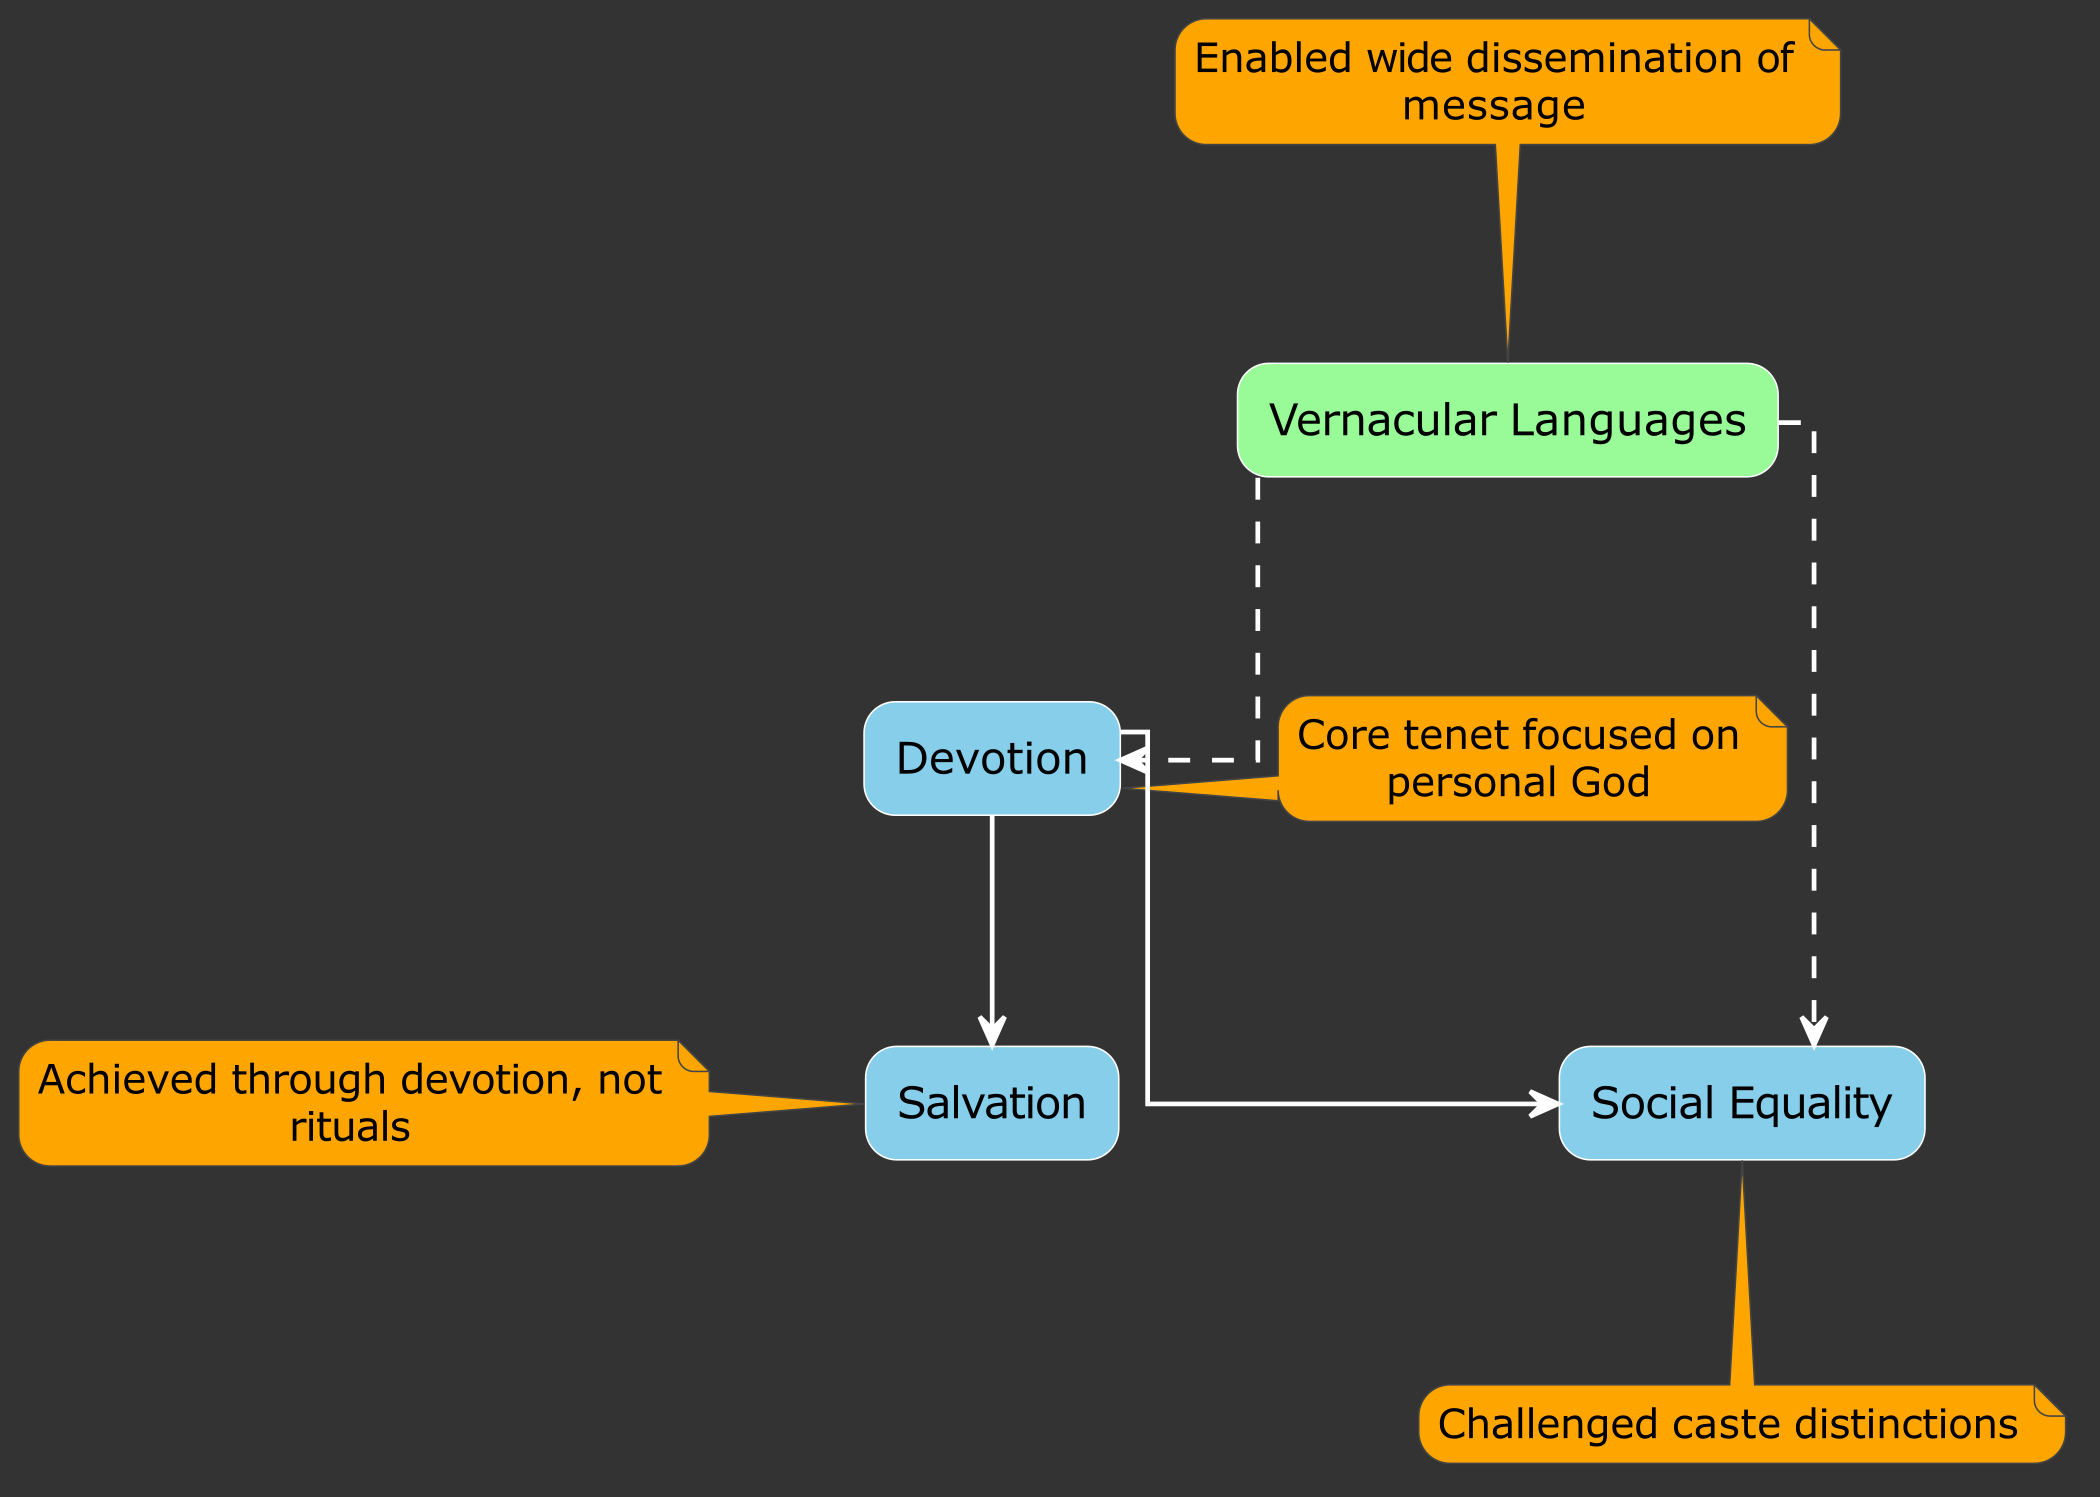 Enabled wide dissemination of
message
Vernacular Languages
Devotion
Core tenet focused on
personal God
Achieved through devotion, not
rituals
Salvation
Social Equality
Challenged caste distinctions